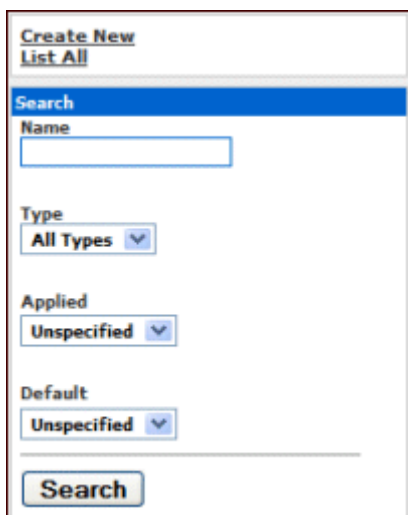 Create New
List All
Search
Name
Type
All Types
Applied
Unspecified
Default
Unspecified
Search